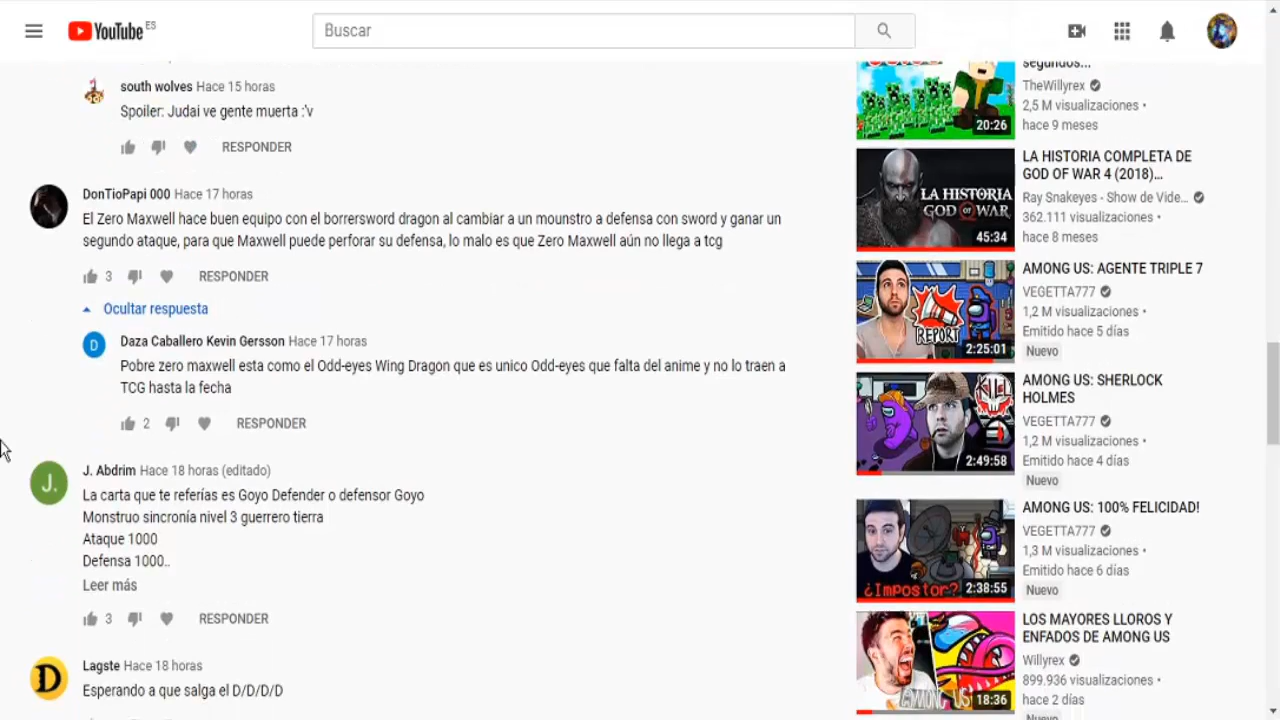 YouTube ES
Buscar
south wolves Hace 15 horas
Spoiler: Judai ve gente muerta :'v
RESPONDER
DonTioPapi 000 Hace 17 horas
El Zero Maxwell hace buen equipo con el borrersword dragon al cambiar a un mounstro a defensa con sword y ganar un
segundo ataque, para que Maxwell puede perforar su defensa, lo malo es que Zero Maxwell aún no llega a tcg
3 RESPONDER
Ocultar respuesta
D
Daza Caballero Kevin Gersson Hace 17 horas
Pobre zero maxwell esta como el Odd-eyes Wing Dragon que es unico Odd-eyes que falta del anime y no lo traen a
TCG hasta la fecha
2 RESPONDER
J.
J. Abdrim Hace 18 horas (editado)
La carta que te referías es Goyo Defender o defensor Goyo
Monstruo sincronía nivel 3 guerrero tierra
Ataque 1000
Defensa 1000..
Leer más
3 RESPONDER
D
Lagste Hace 18 horas
Esperando a que salga el D/D/D/D
segundos...
TheWillyrex
2,5 M visualizaciones •
hace 9 meses
20:26
LA HISTORIA COMPLETA DE
GOD OF WAR 4 (2018)...
Ray Snakeyes - Show de Vide...
362.111 visualizaciones •
hace 8 meses
LA HISTORIA
GOD OF WAR
45:34
AMONG US: AGENTE TRIPLE 7
VEGETTA777
1,2 M visualizaciones •
Emitido hace 5 días
Nuevo
REPORT
2:25:01
AMONG US: SHERLOCK
HOLMES
VEGETTA777
1,2 M visualizaciones •
Emitido hace 4 días
Nuevo
KILL
2:49:58
AMONG US: 100% FELICIDAD!
VEGETTA777
1,3 M visualizaciones •
Emitido hace 6 días
Nuevo
¿Impostor?
2:38:55
LOS MAYORES LLOROS Y
ENFADOS DE AMONG US
Willyrex
899.936 visualizaciones •
hace 2 días
Nuevo
AMONG US
18:36